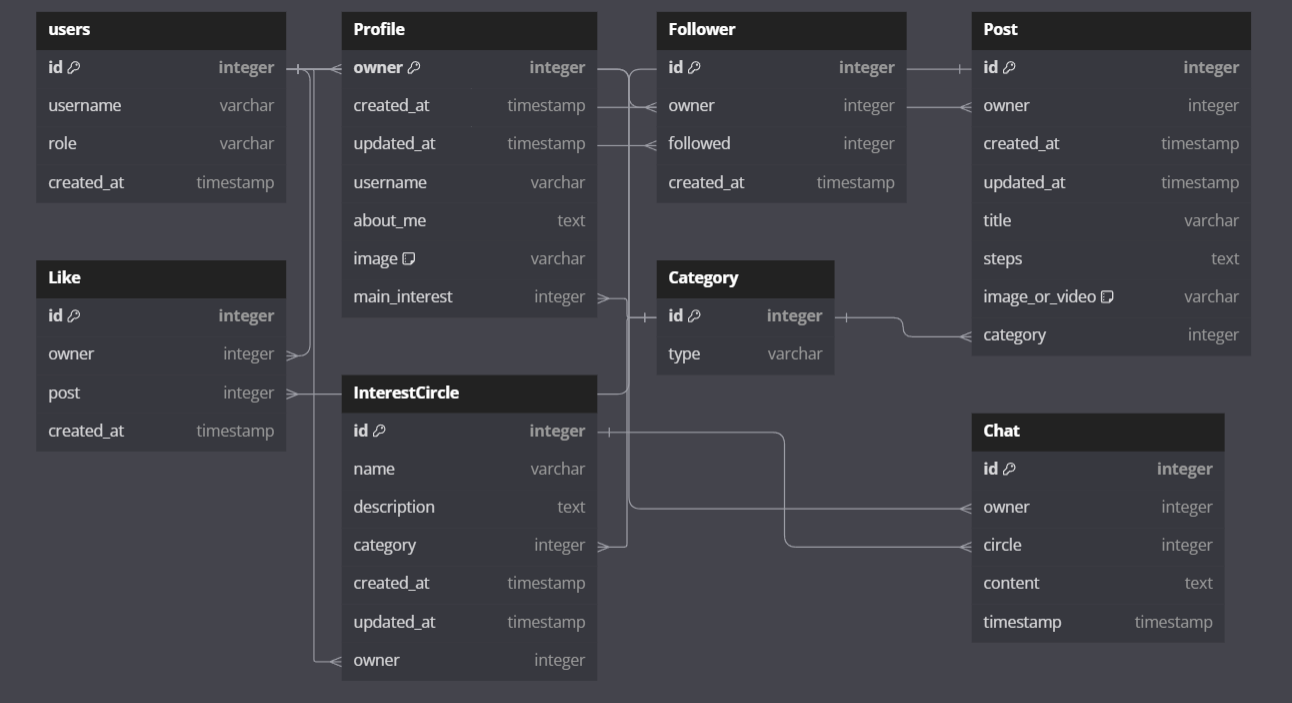 users
id integer
username varchar
role varchar
created_at timestamp
Profile
owner integer
created_at timestamp
updated_at timestamp
username varchar
about_me text
image varchar
main_interest integer
Follower
id integer
owner integer
followed integer
created_at timestamp
Post
id integer
owner integer
created_at timestamp
updated_at timestamp
title varchar
steps text
image_or_video varchar
category integer
Like
id integer
owner integer
post integer
created_at timestamp
Category
id integer
type varchar
InterestCircle
id integer
name varchar
description text
category integer
created_at timestamp
updated_at timestamp
owner integer
Chat
id integer
owner integer
circle integer
content text
timestamp timestamp